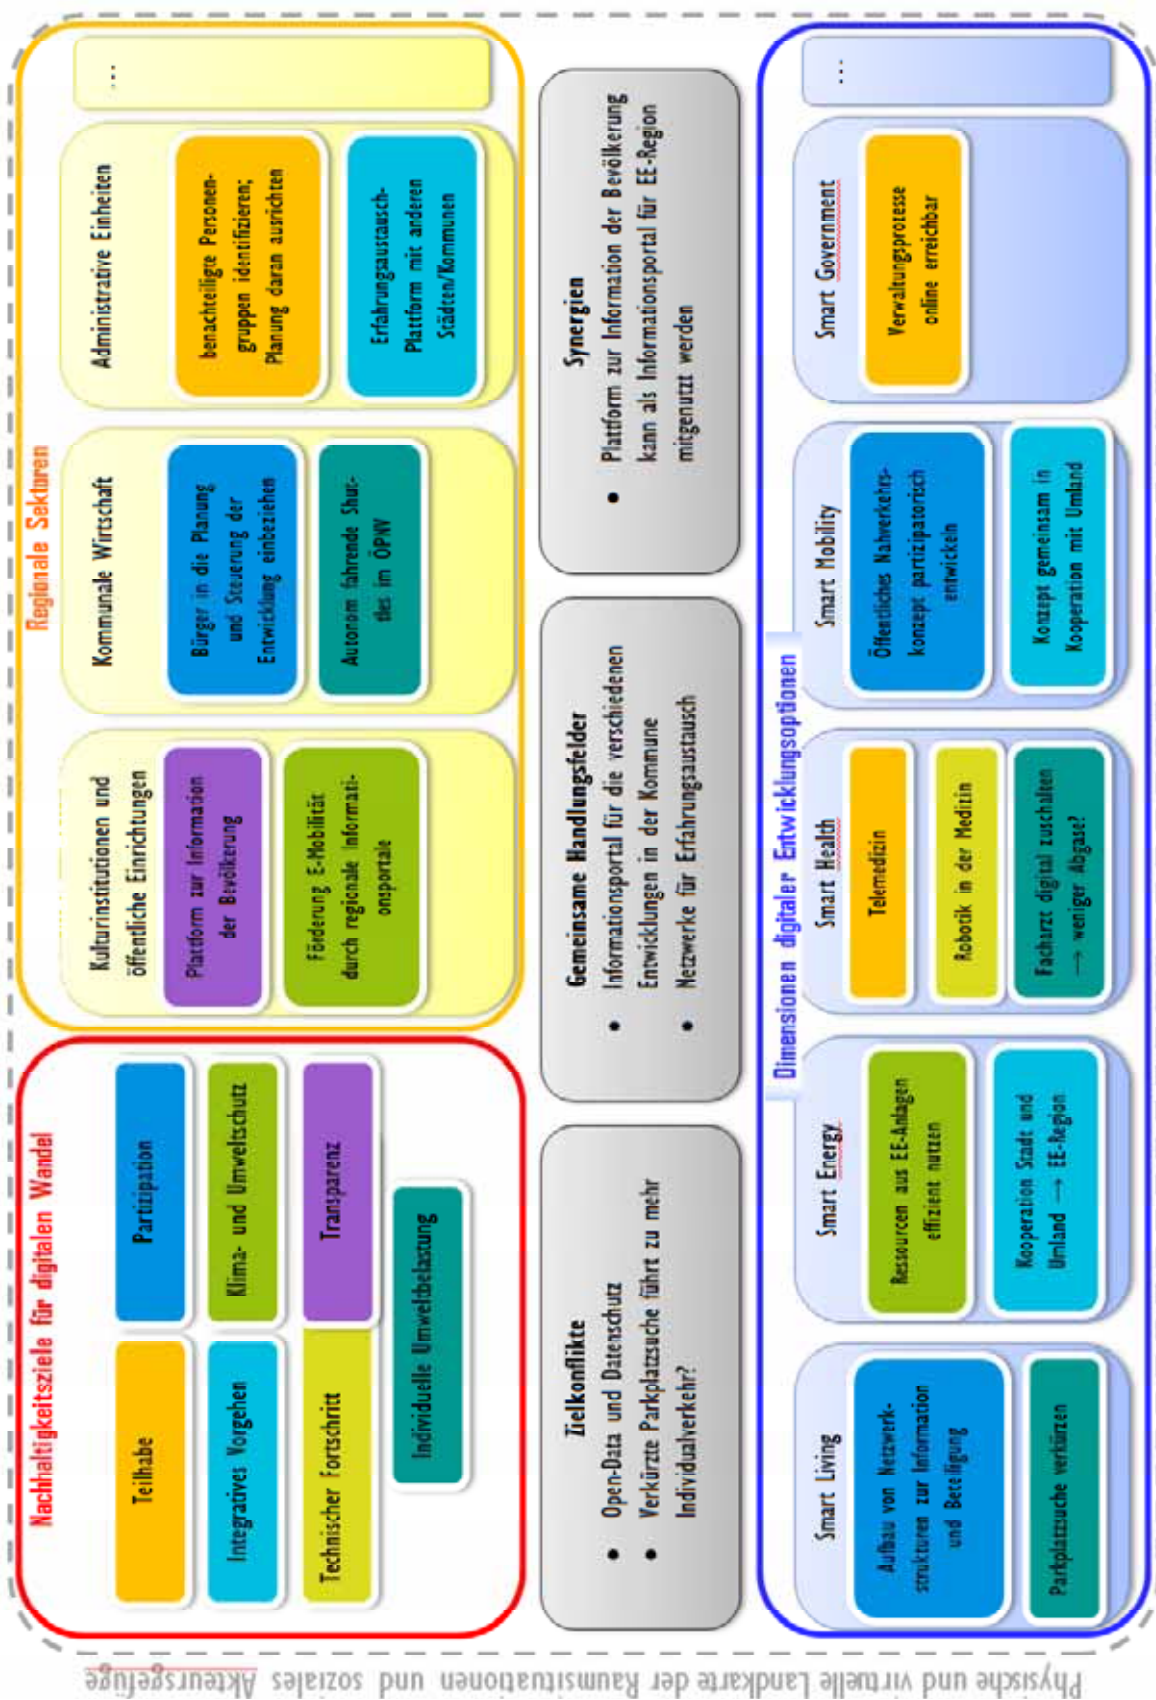 Nachhaltigkeitsziele für digitalen Wandel
Teilhabe
Partizipation
Integratives Vorgehen
Klima- und Umweltschutz
Technischer Fortschritt
Transparenz
Individuelle Umweltbelastung
Regionale Sektoren
Kulturinstitutionen und
öffentliche Einrichtungen
Plattform zur Information
der Bevölkerung
Förderung E-Mobilität
durch regionale Informati-
onsportale
Kommunale Wirtschaft
Bürger in die Planung
und Steuerung der
Entwicklung einbeziehen
Autonom fahrende Shut-
tles im ÖPNV
Administrative Einheiten
benachteiligte Personen-
gruppen identifizieren;
Planung daran ausrichten
Erfahrungsaustausch-
Plattform mit anderen
Städten/Kommunen
...
Zielkonflikte
• Open-Data und Datenschutz
• Verkürzte Parkplatzsuche führt zu mehr
Individualverkehr?
Gemeinsame Handlungsfelder
• Informationsportal für die verschiedenen
Entwicklungen in der Kommune
• Netzwerke für Erfahrungsaustausch
Synergien
• Plattform zur Information der Bevölkerung
kann als Informationsportal für EE-Region
mitgenutzt werden
Dimensionen digitaler Entwicklungsoptionen
Smart Living
Aufbau von Netzwerk-
strukturen zur Information
und Beteiligung
Parkplatzsuche verkürzen
Smart Energy
Ressourcen aus EE-Anlagen
effizient nutzen
Kooperation Stadt und
Umland → EE-Region
Smart Health
Telemedizin
Robotik in der Medizin
Facharzt digital zuschalten
→ weniger Abgase?
Smart Mobility
Öffentliches Nahverkehrs-
konzept partizipatorisch
entwickeln
Konzept gemeinsam in
Kooperation mit Umland
Smart Government
Verwaltungsprozesse
online erreichbar
...
Physische und virtuelle Landkarte der Raumsituationen und soziales Akteursgefüge